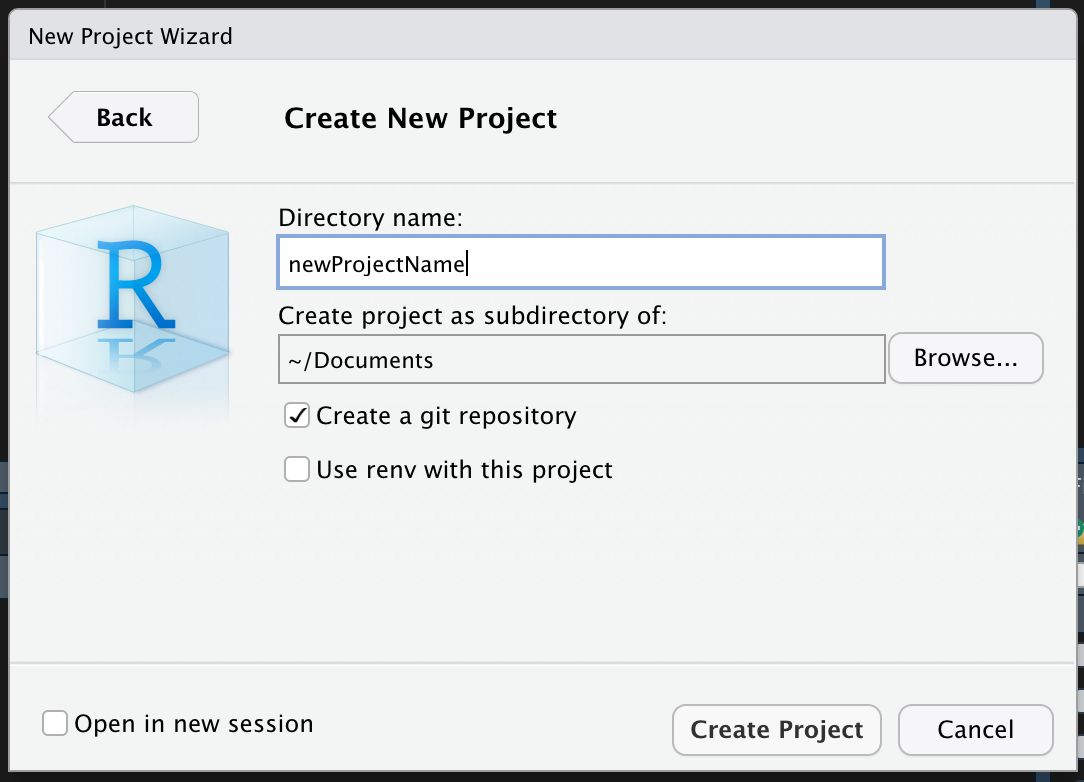 New Project Wizard
Back
Create New Project
R
Directory name:
newProjectName
Create project as subdirectory of:
~/Documents
Browse...
Create a git repository
Use renv with this project
Open in new session
Create Project
Cancel